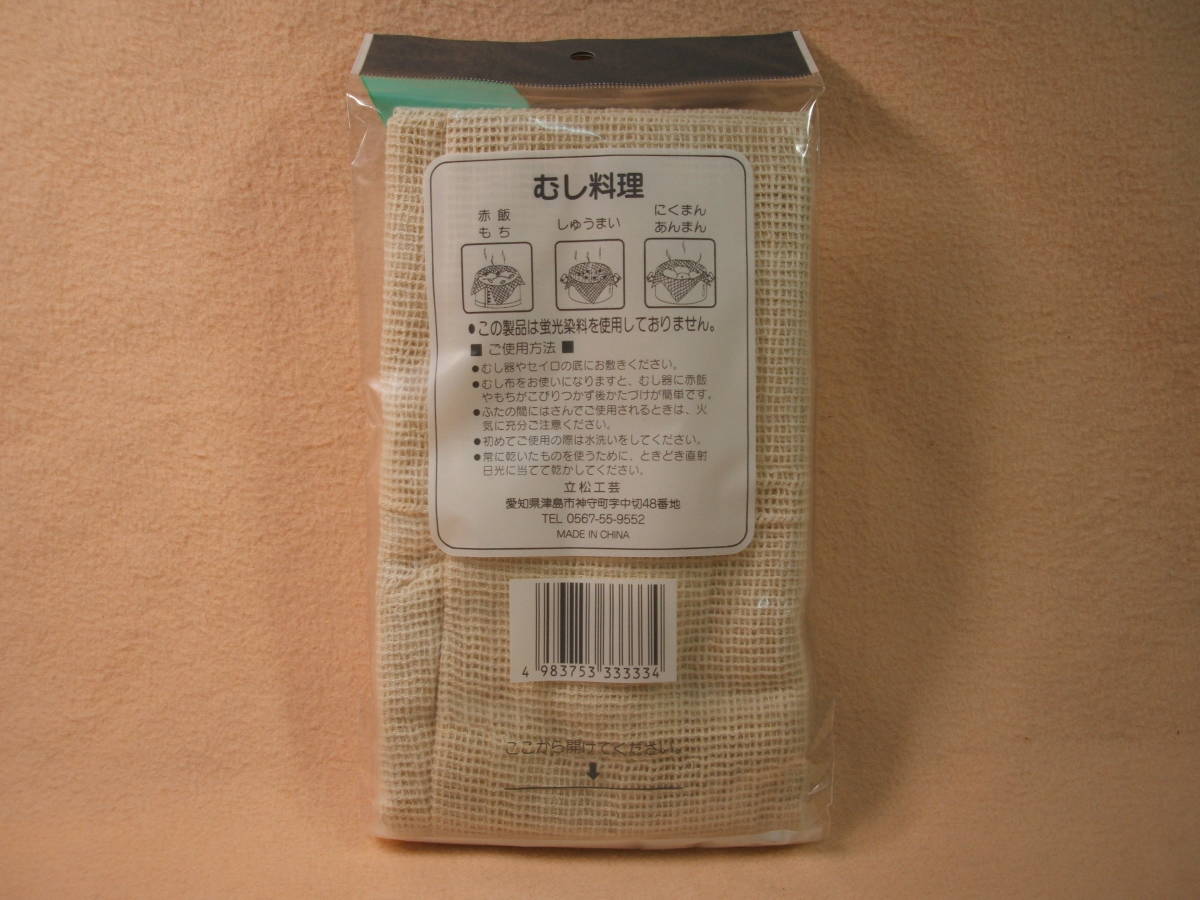 むし料理
赤飯
もち
しゅうまい
にくまん
あんまん
●この製品は蛍光染料を使用しておりません。
■ ご使用方法 ■
●むし器やセイロの底にお敷きください。
●むし布をお使いになりますと、むし器に赤飯
やもちがこびりつかず後かたづけが簡単です。
●ふたの間にはさんでご使用されるときは、火
気に充分ご注意ください。
●初めてご使用の際は水洗いをしてください。
●常に乾いたものを使うために、ときどき直射
日光に当てて乾かしてください。
立松工芸
愛知県津島市神守町字中切48番地
TEL 0567-55-9552
MADE IN CHINA
4 983753 333334
ここから開けてください。